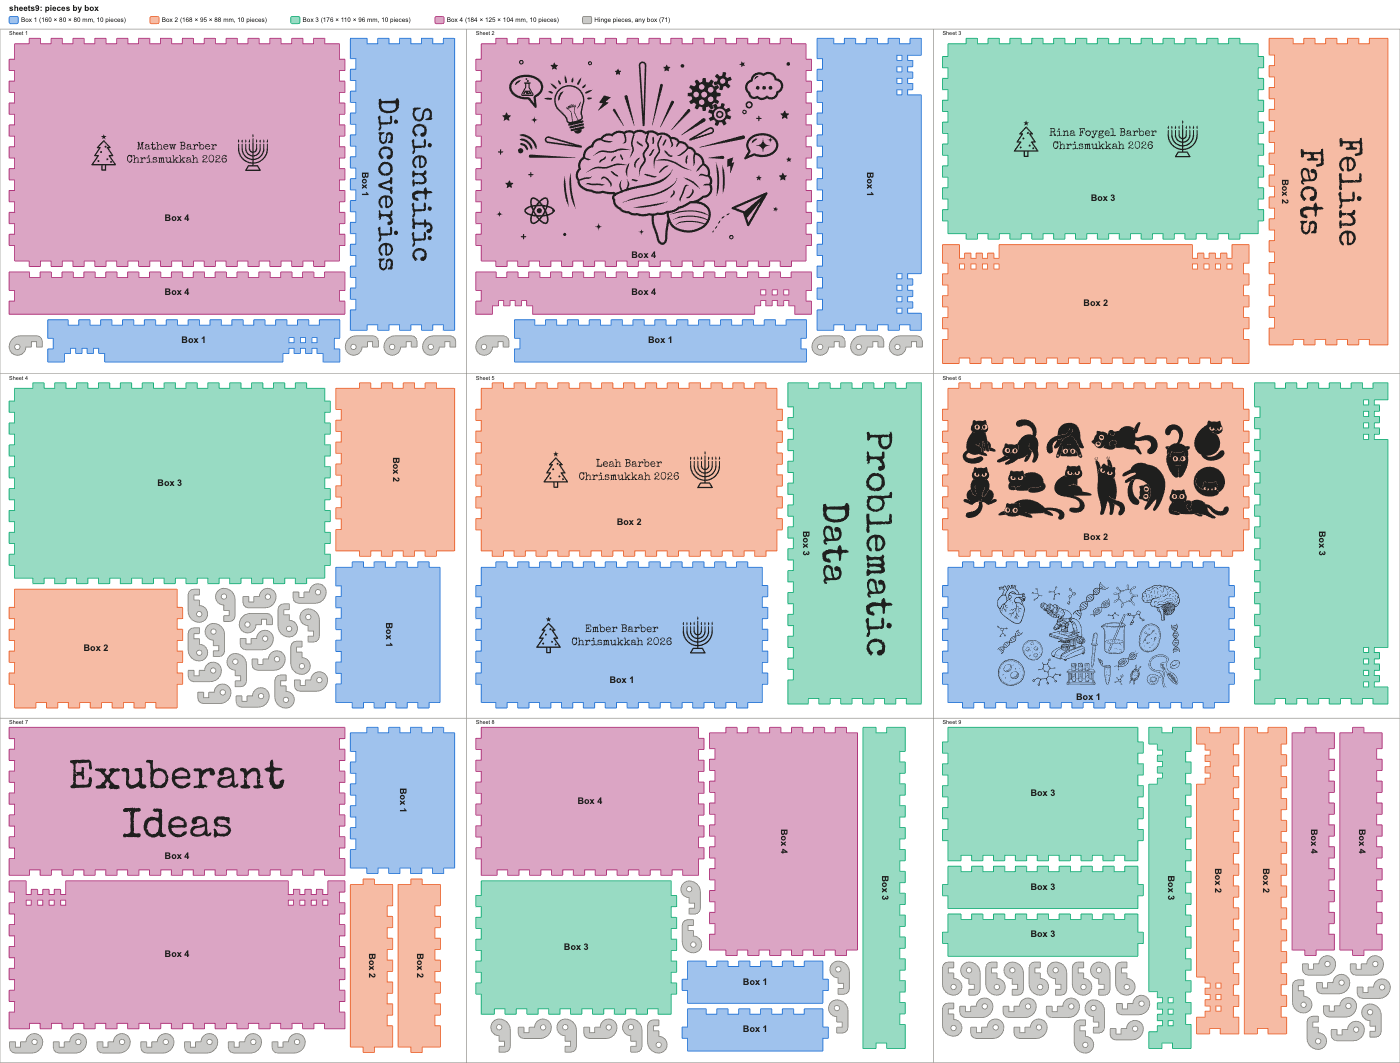 sheets9: pieces by box
Box 1 (160 × 80 × 80 mm, 10 pieces)
Box 2 (168 × 95 × 88 mm, 10 pieces)
Box 3 (176 × 110 × 96 mm, 10 pieces)
Box 4 (184 × 125 × 104 mm, 10 pieces)
Hinge pieces, any box (71)
Sheet 1
Mathew Barber
Chrismukkah 2026
Box 4
Scientific
Discoveries
Box 1
Box 4
Box 1
Sheet 2
Box 4
Box 1
Box 4
Box 1
Sheet 3
Rina Foygel Barber
Chrismukkah 2026
Box 3
Feline
Facts
Box 2
Box 2
Sheet 4
Box 3
Box 2
Box 2
Box 1
Sheet 5
Leah Barber
Chrismukkah 2026
Box 2
Problematic
Data
Box 3
Ember Barber
Chrismukkah 2026
Box 1
Sheet 6
Box 2
Box 3
Box 1
Sheet 7
Exuberant
Ideas
Box 4
Box 1
Box 4
Box 2
Box 2
Sheet 8
Box 4
Box 4
Box 3
Box 3
Box 1
Box 1
Sheet 9
Box 3
Box 3
Box 3
Box 3
Box 2
Box 2
Box 4
Box 4